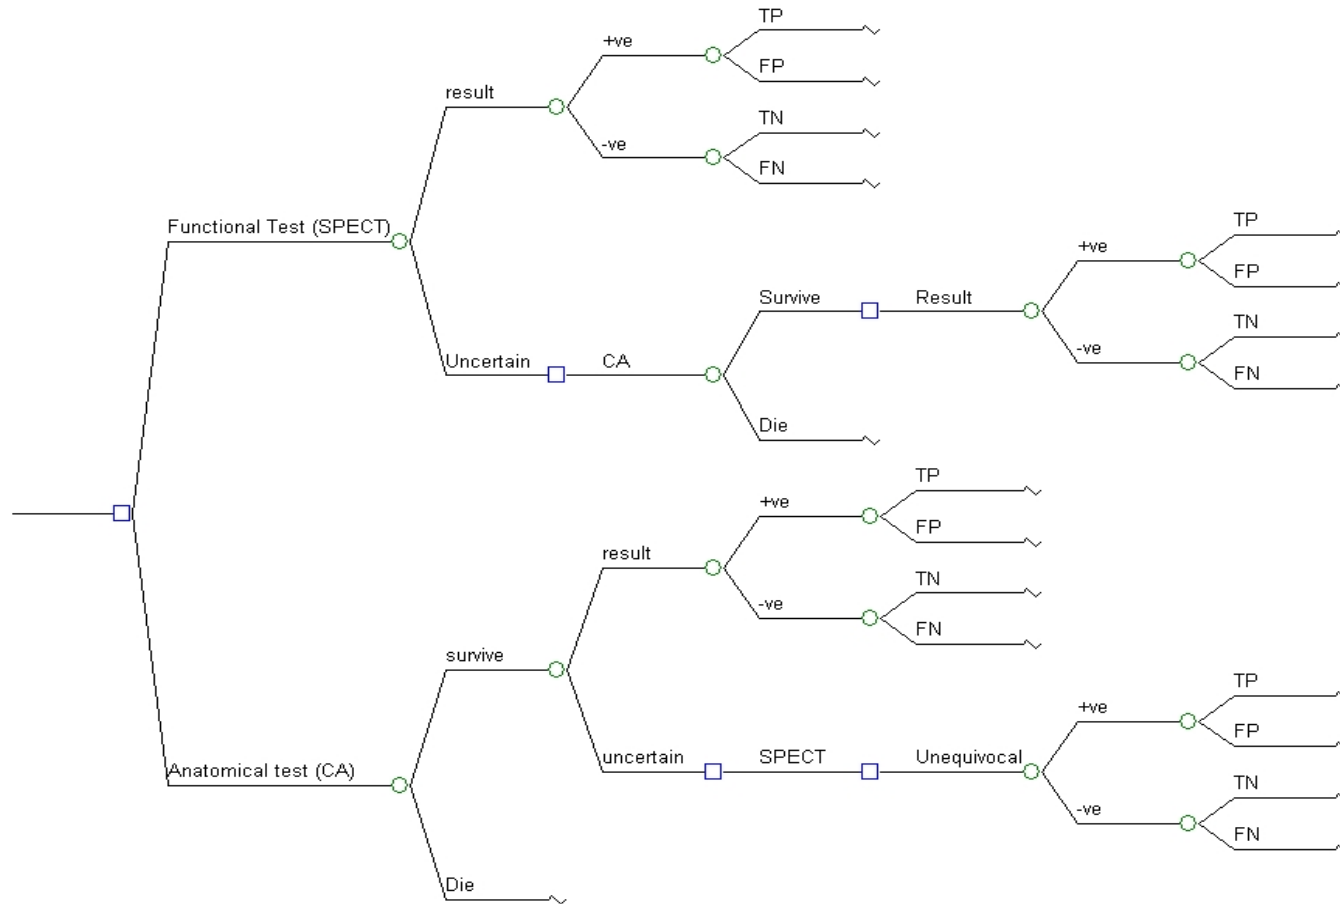 TP
+ve
FP
result
TN
-ve
FN
Functional Test (SPECT)
TP
+ve
FP
Survive
Result
TN
-ve
FN
Uncertain
CA
Die
TP
+ve
FP
result
TN
-ve
FN
survive
TP
+ve
FP
uncertain
SPECT
Unequivocal
TN
-ve
FN
Anatomical test (CA)
Die